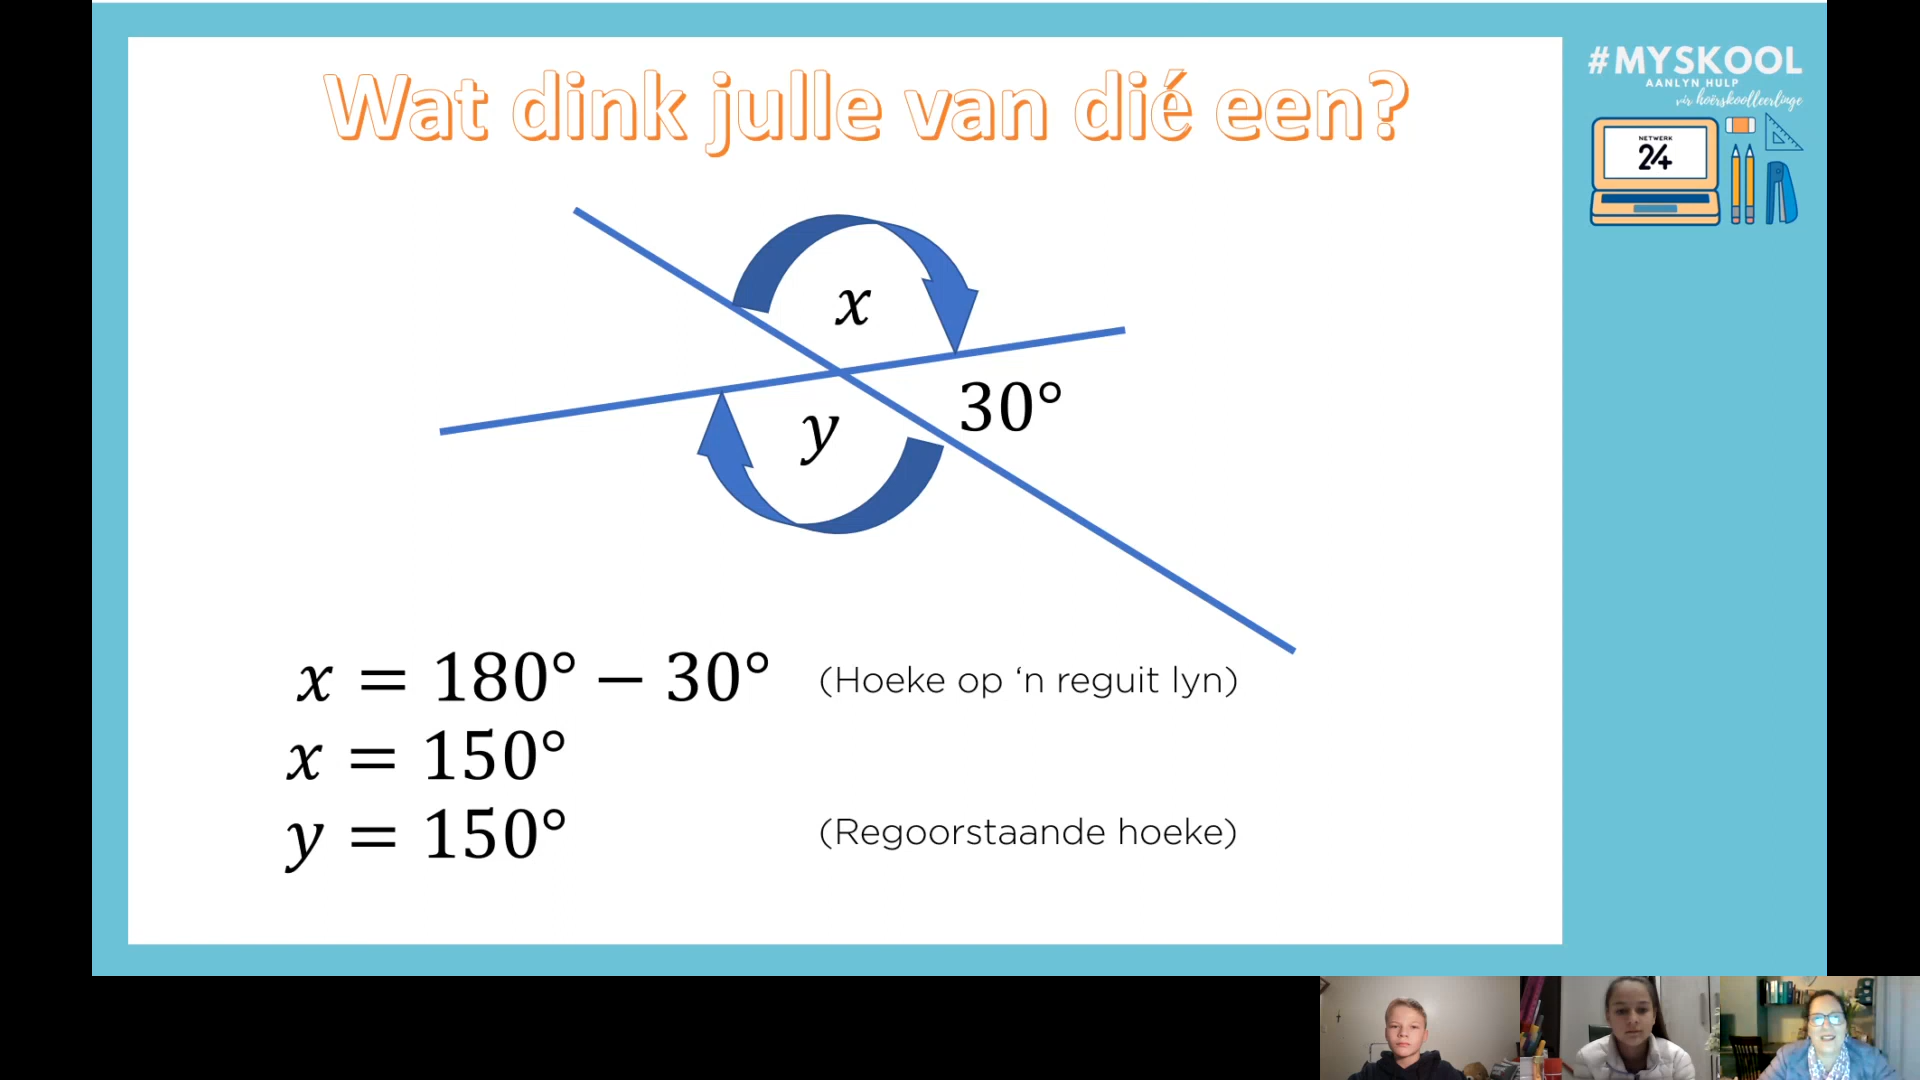 Wat dink julle van dié een?
#MYSKOOL
AANLYN HULP
vir hoërskoolleerlinge
NETWERK
24
x
30°
y
x = 180° – 30° (Hoeke op ‘n reguit lyn)
x = 150°
y = 150° (Regoorstaande hoeke)